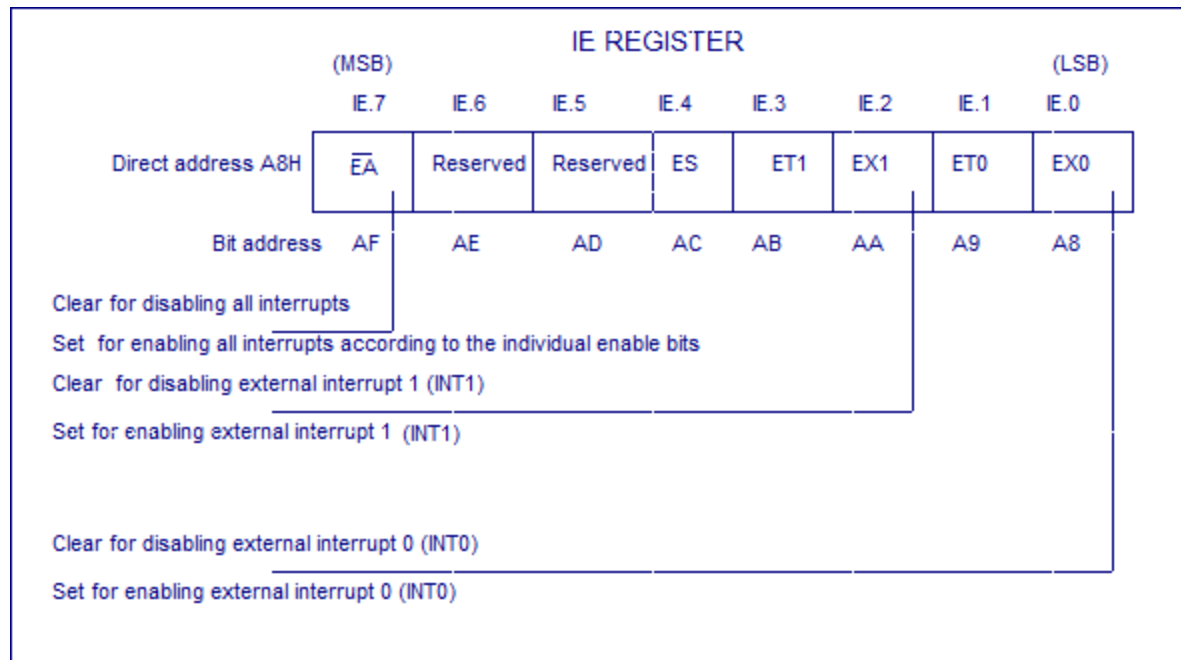 IE REGISTER
(MSB) (LSB)
IE.7 IE.6 IE.5 IE.4 IE.3 IE.2 IE.1 IE.0
Direct address A8H E̅A̅ Reserved Reserved ES ET1 EX1 ET0 EX0
Bit address AF AE AD AC AB AA A9 A8
Clear for disabling all interrupts
Set for enabling all interrupts according to the individual enable bits
Clear for disabling external interrupt 1 (INT1)
Set for enabling external interrupt 1 (INT1)
Clear for disabling external interrupt 0 (INT0)
Set for enabling external interrupt 0 (INT0)